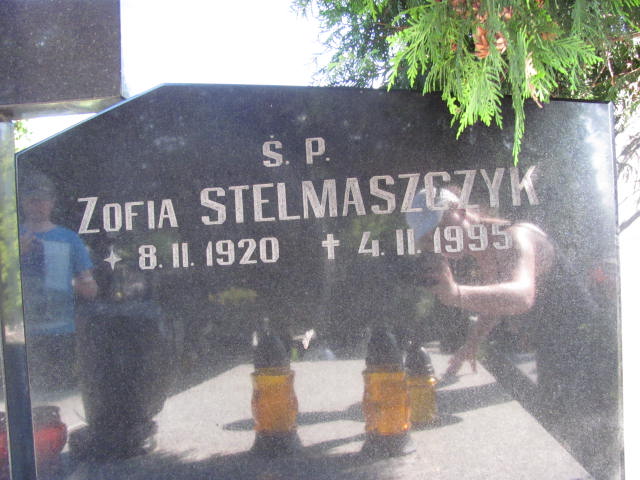 Ś. P.
ZOFIA STELMASZCZYK
✦ 8. II. 1920 ✝ 4. II. 1995